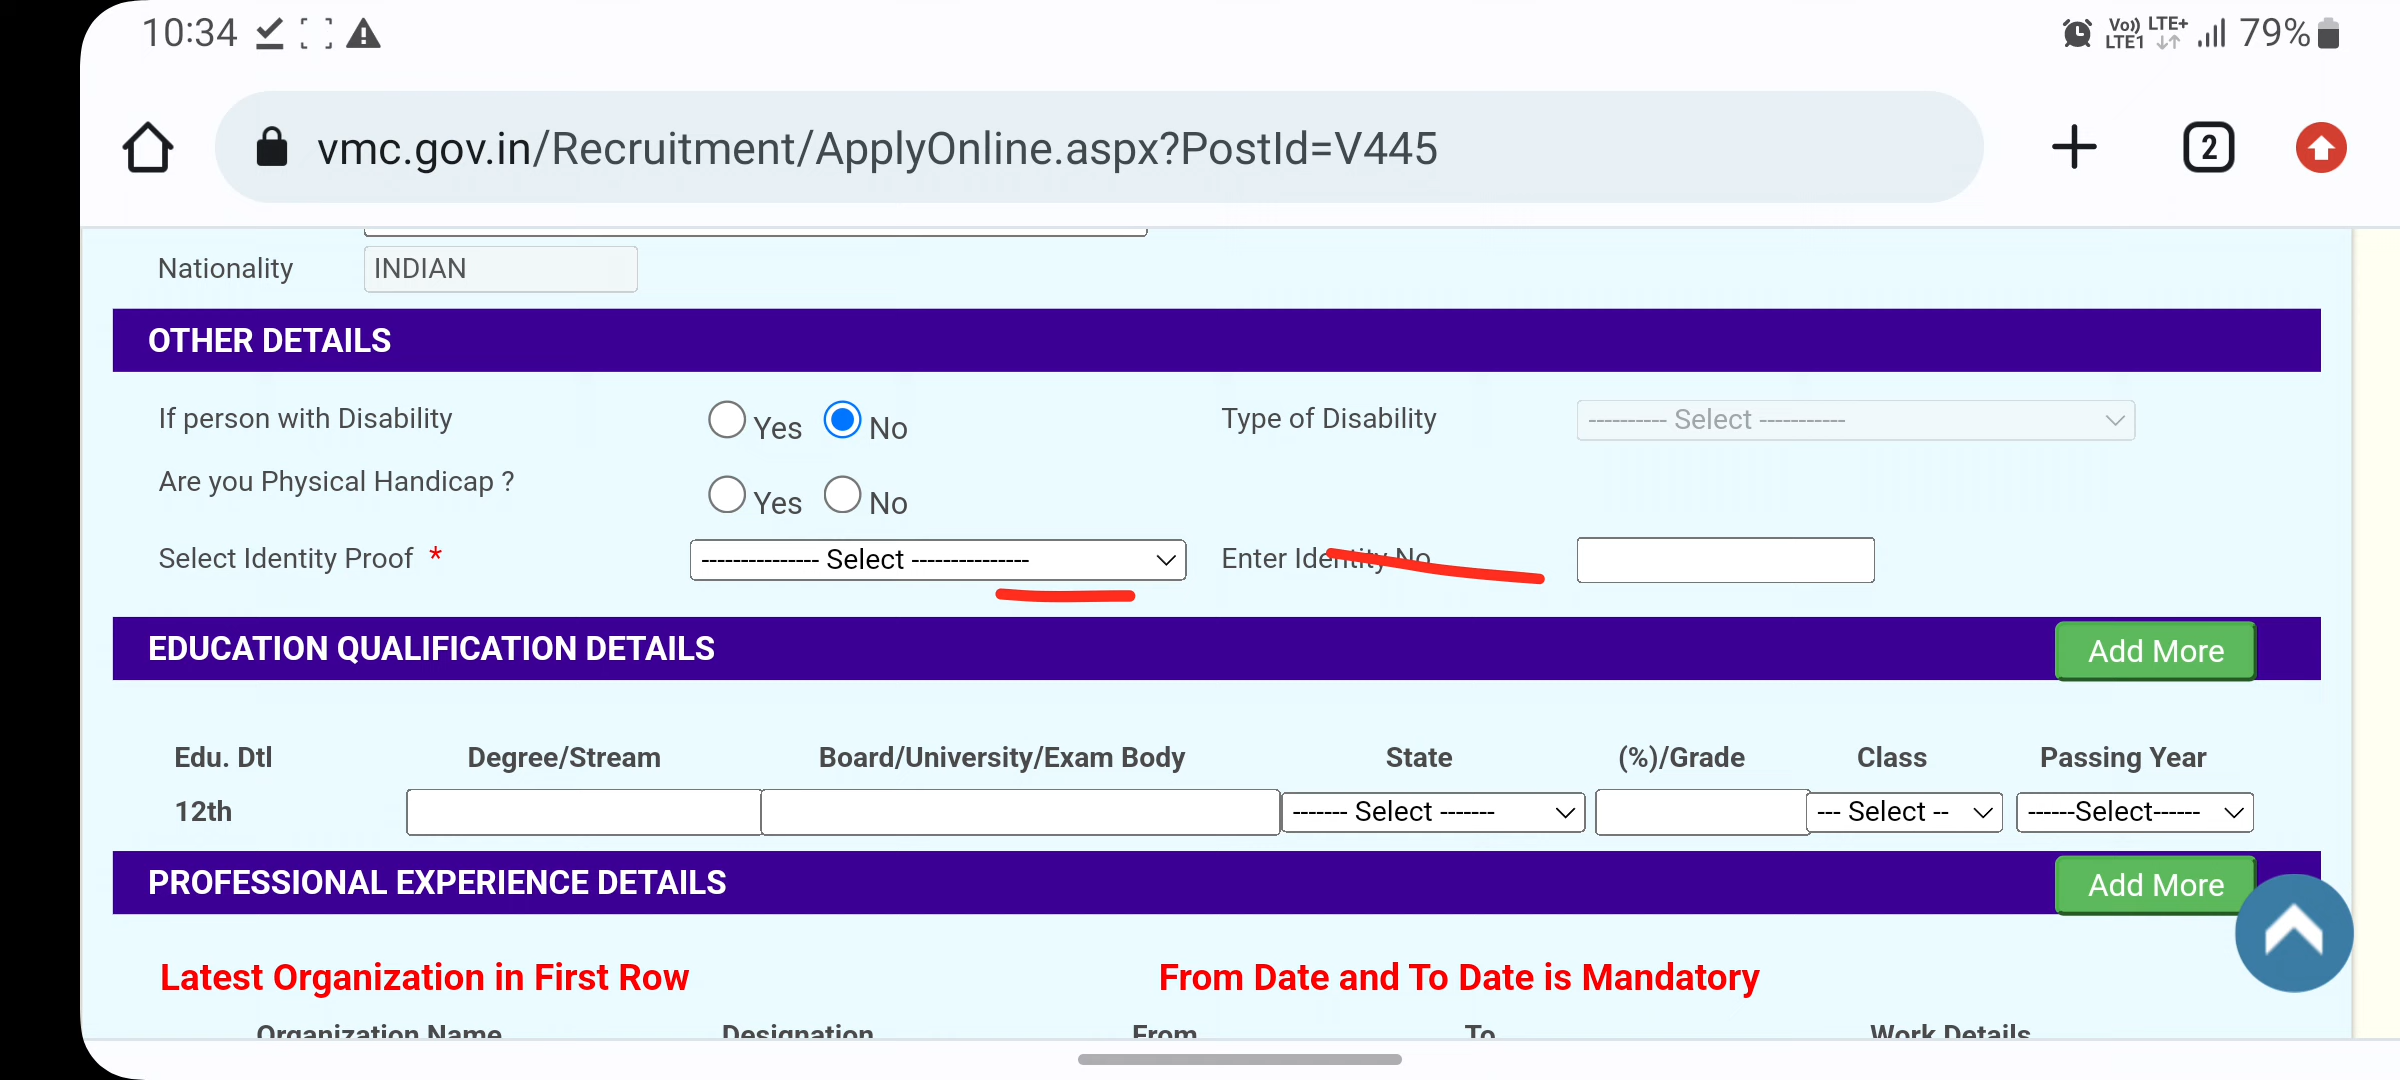 10:34 Vo)) LTE1 LTE+ 79%
vmc.gov.in/Recruitment/ApplyOnline.aspx?PostId=V445 2
Nationality INDIAN
OTHER DETAILS
If person with Disability Yes No Type of Disability ---------- Select -----------
Are you Physical Handicap ? Yes No
Select Identity Proof * --------------- Select --------------- Enter Identity No
EDUCATION QUALIFICATION DETAILS Add More
Edu. Dtl Degree/Stream Board/University/Exam Body State (%)/Grade Class Passing Year
12th ------- Select ------- --- Select -- ------Select------
PROFESSIONAL EXPERIENCE DETAILS Add More
Latest Organization in First Row From Date and To Date is Mandatory
Organization Name Designation From To Work Details